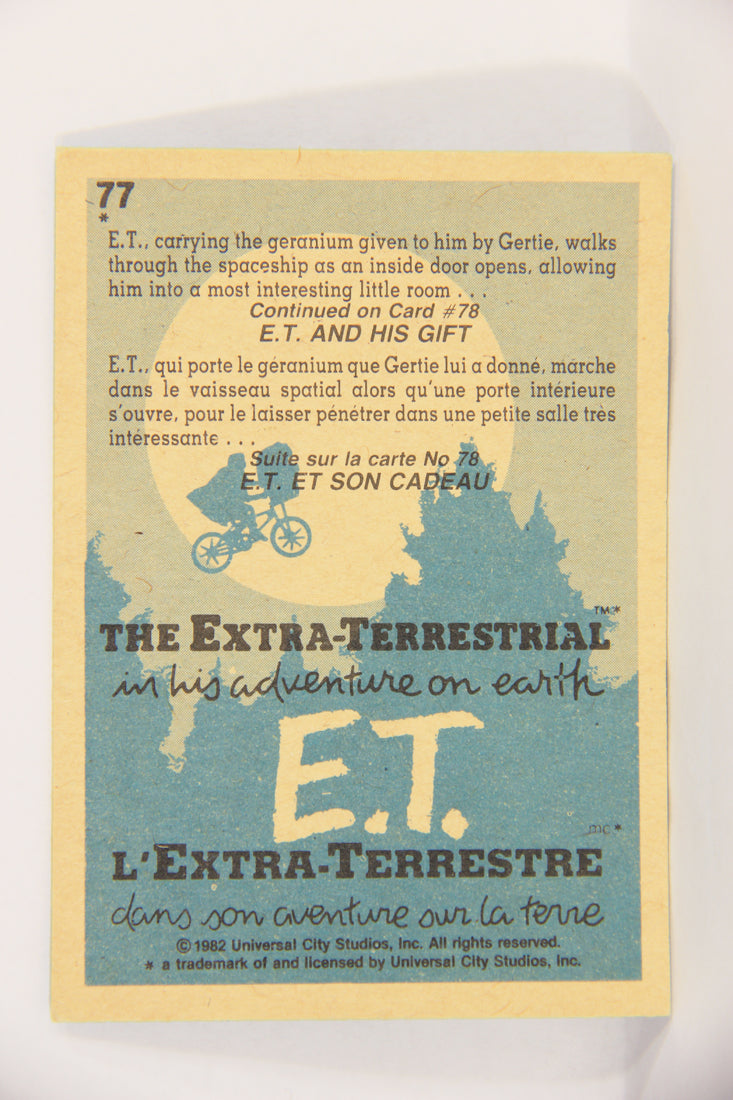 77
*
E.T., carrying the geranium given to him by Gertie, walks
through the spaceship as an inside door opens, allowing
him into a most interesting little room . . .
Continued on Card #78
E.T. AND HIS GIFT
E.T., qui porte le géranium que Gertie lui a donné, marche
dans le vaisseau spatial alors qu'une porte intérieure
s'ouvre, pour le laisser pénétrer dans une petite salle très
intéressante . . .
Suite sur la carte No 78
E.T. ET SON CADEAU
TM*
THE EXTRA-TERRESTRIAL
in his adventure on earth
E.T.
mc*
L'EXTRA-TERRESTRE
dans son aventure sur la terre
©1982 Universal City Studios, Inc. All rights reserved.
* a trademark of and licensed by Universal City Studios, Inc.